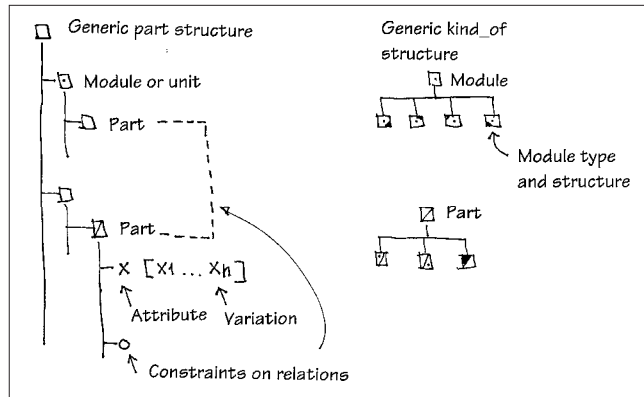 Generic part structure
Module or unit
Part
Part
X [X1 ... Xn]
Attribute
Variation
Constraints on relations
Generic kind_of
structure
Module
Module type
and structure
Part